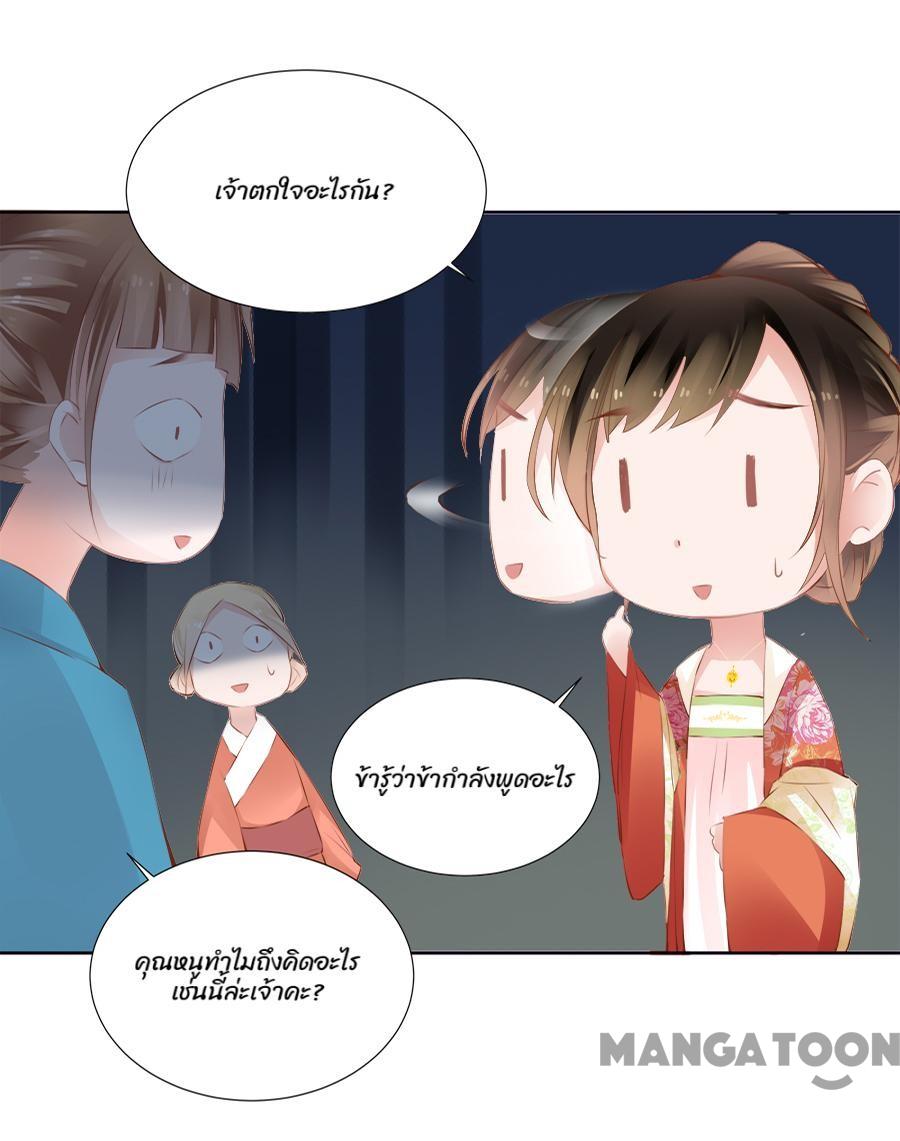 เจ้าตกใจอะไรกัน?
ข้ารู้ว่าข้ากำลังพูดอะไร
คุณหนูทำไมถึงคิดอะไร
เช่นนี้ล่ะเจ้าคะ?
MANGATOON